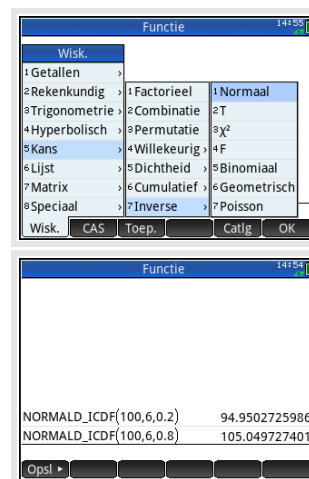 Functie 14:55
Wisk.
1 Getallen ›
2 Rekenkundig › 1 Factorieel 1 Normaal
3 Trigonometrie › 2 Combinatie 2 T
4 Hyperbolisch › 3 Permutatie 3 χ²
5 Kans › 4 Willekeurig › 4 F
6 Lijst › 5 Dichtheid › 5 Binomiaal
7 Matrix › 6 Cumulatief › 6 Geometrisch
8 Speciaal › 7 Inverse › 7 Poisson
Wisk. CAS Toep. Catlg OK
Functie 14:54
NORMALD_ICDF(100,6,0.2) 94.9502725986
NORMALD_ICDF(100,6,0.8) 105.049727401
Opsl ►